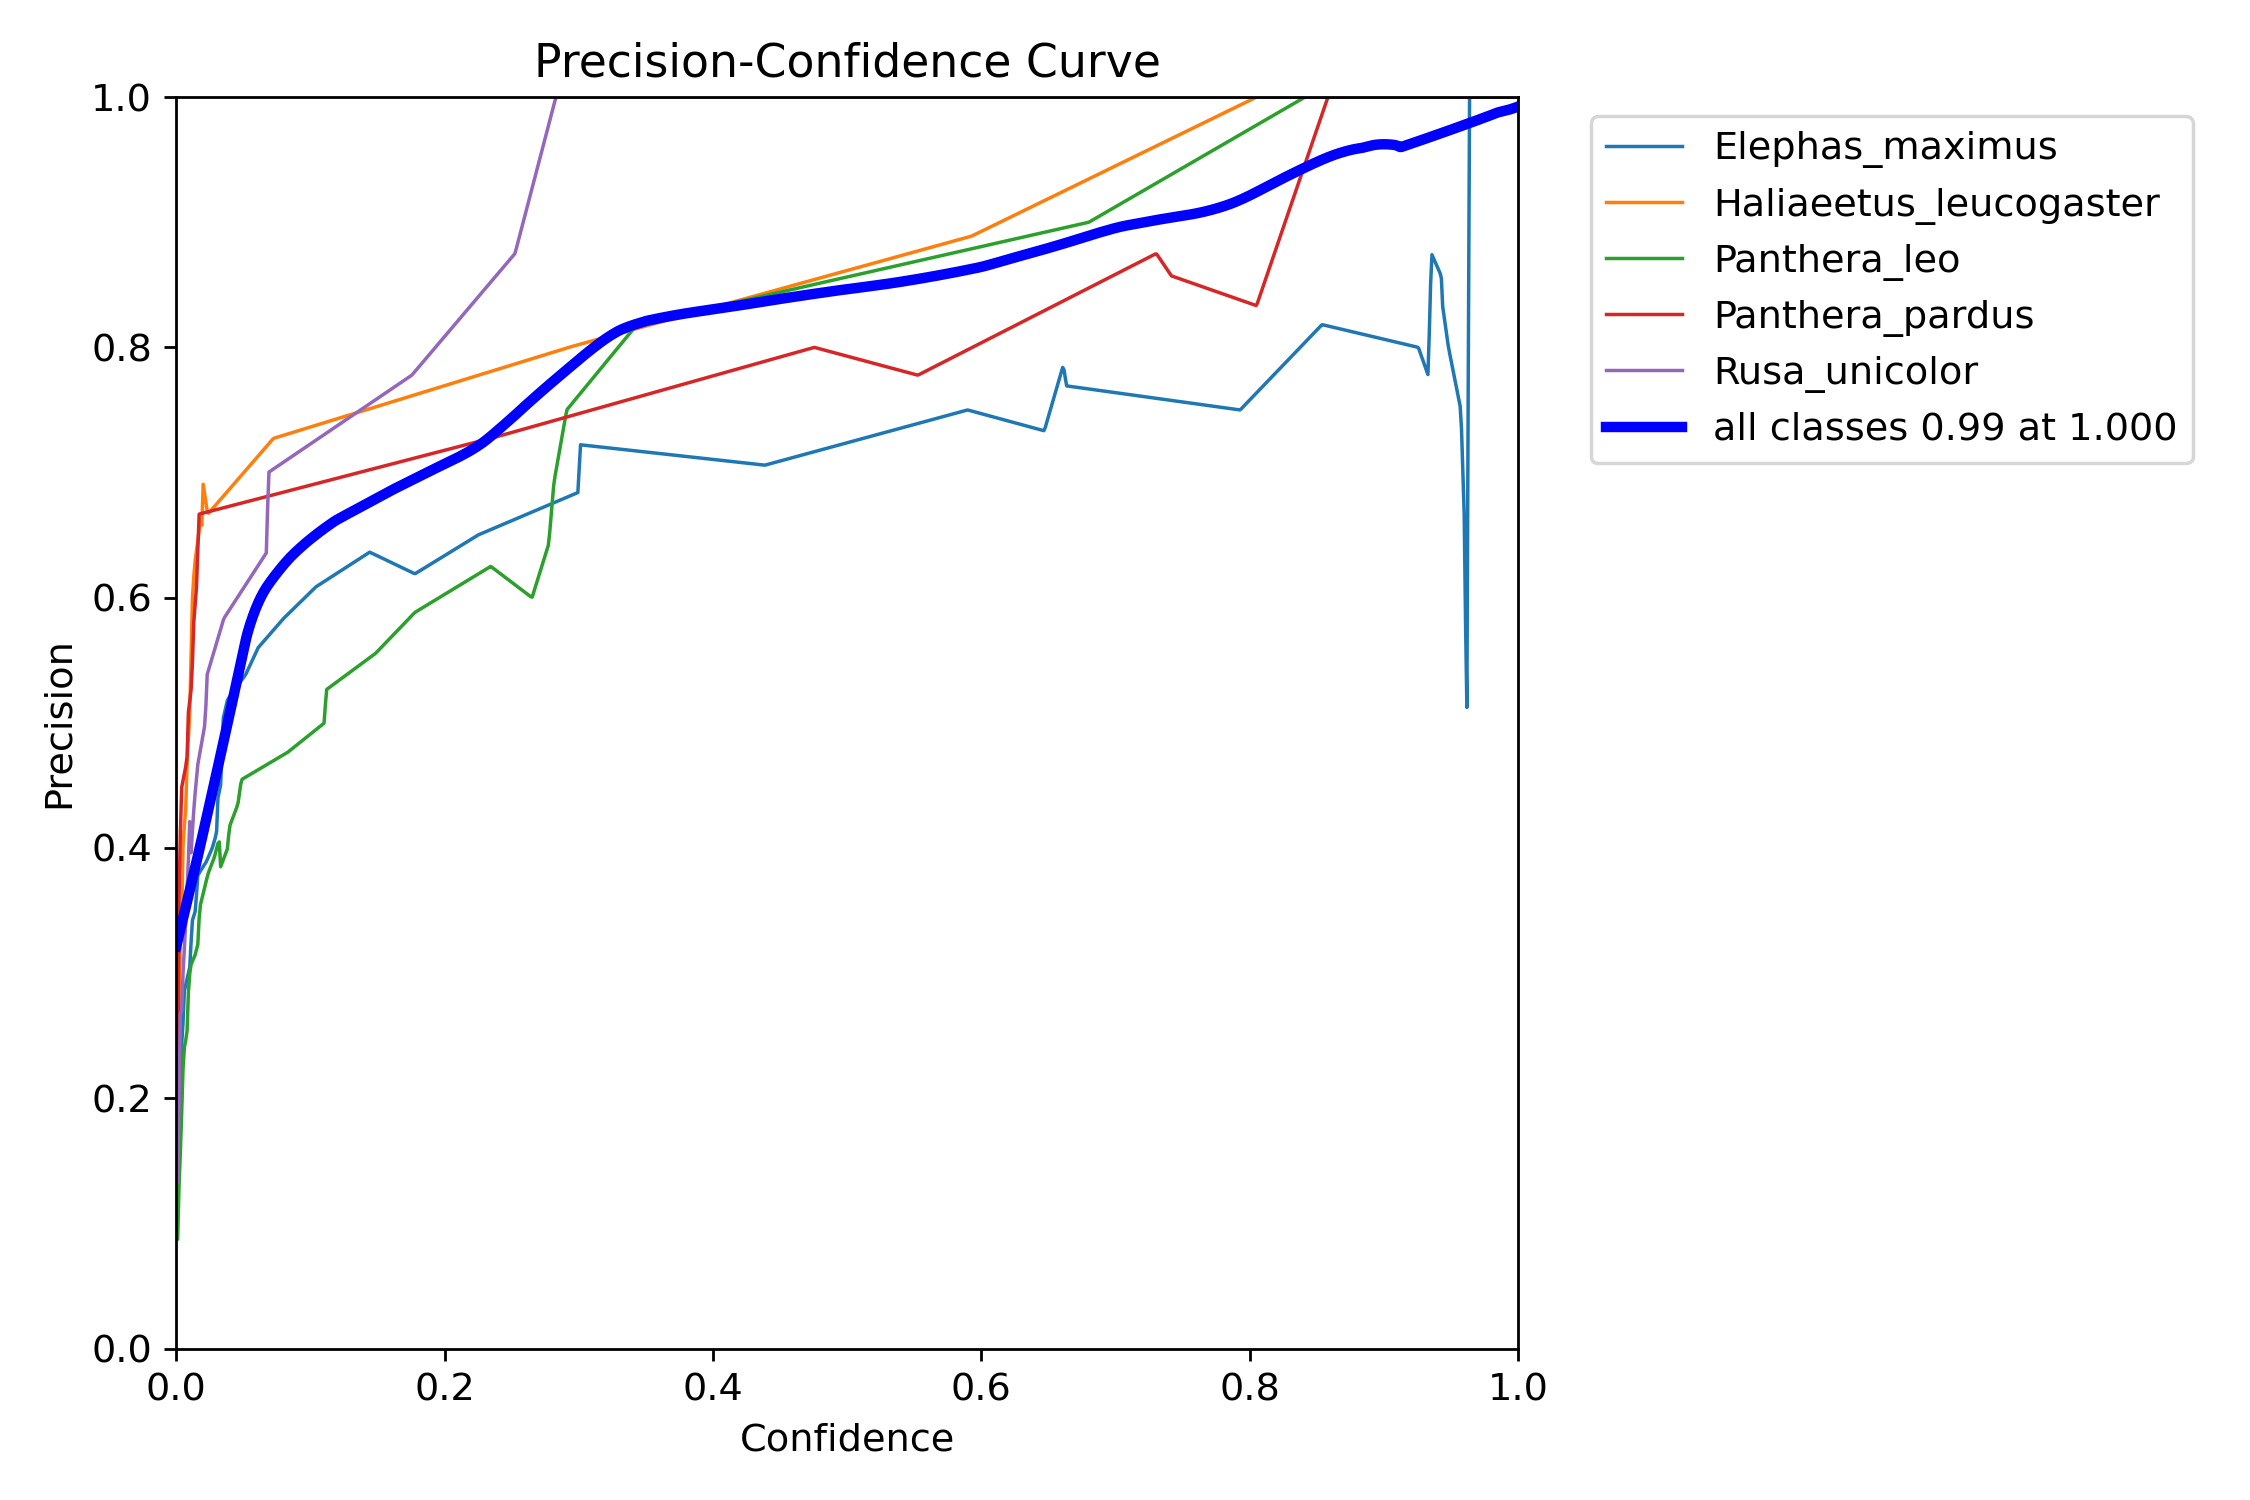 Precision-Confidence Curve
1.0
0.8
0.6
0.4
0.2
0.0
Precision
0.0 0.2 0.4 0.6 0.8 1.0
Confidence
Elephas_maximus
Haliaeetus_leucogaster
Panthera_leo
Panthera_pardus
Rusa_unicolor
all classes 0.99 at 1.000